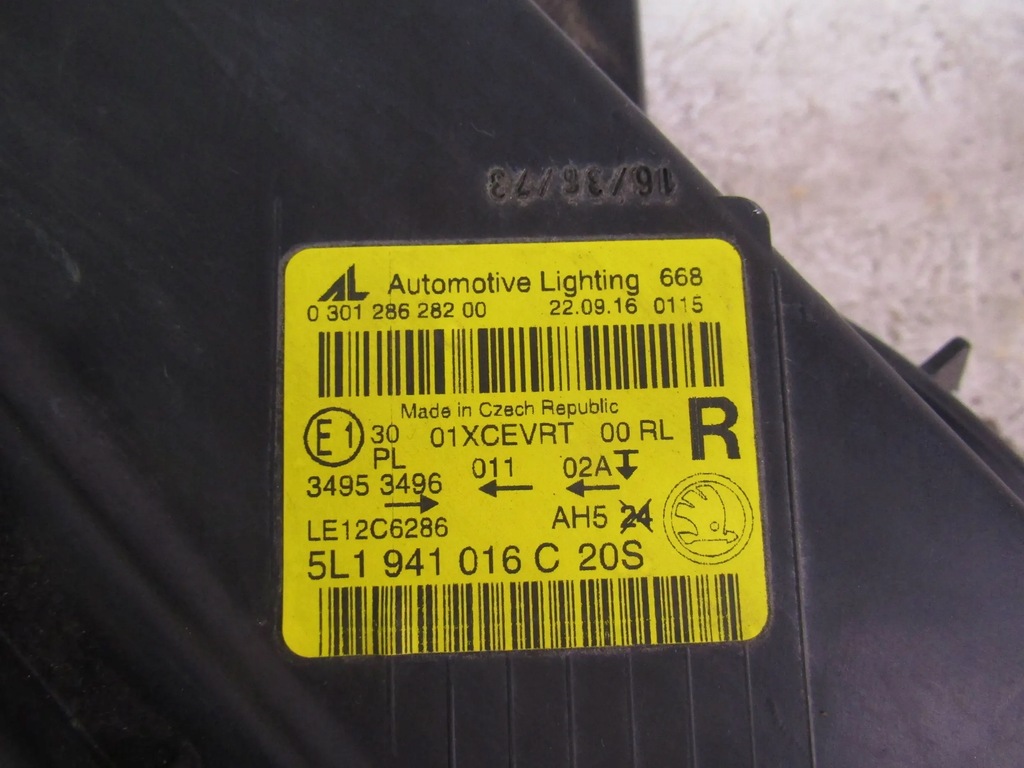 16/36/73
AL Automotive Lighting 668
0 301 286 282 00 22.09.16 0115
Made in Czech Republic
E1 30 01XCEVRT 00 RL R
PL 011 02A
3495 3496
LE12C6286 AH5 24
5L1 941 016 C 20S